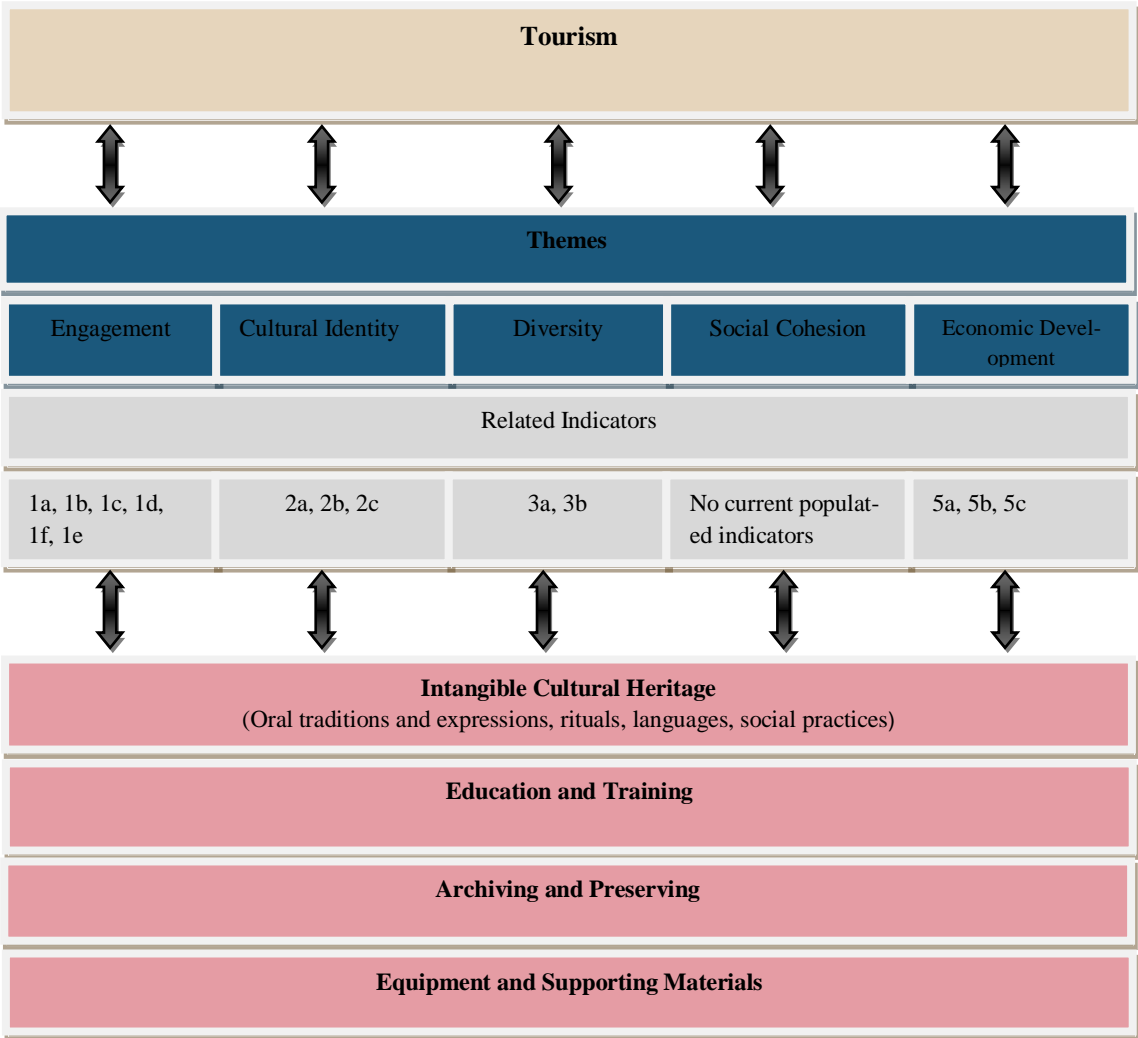 Tourism
Themes
Engagement
Cultural Identity
Diversity
Social Cohesion
Economic Devel-
opment
Related Indicators
1a, 1b, 1c, 1d,
1f, 1e
2a, 2b, 2c
3a, 3b
No current populat-
ed indicators
5a, 5b, 5c
Intangible Cultural Heritage
(Oral traditions and expressions, rituals, languages, social practices)
Education and Training
Archiving and Preserving
Equipment and Supporting Materials